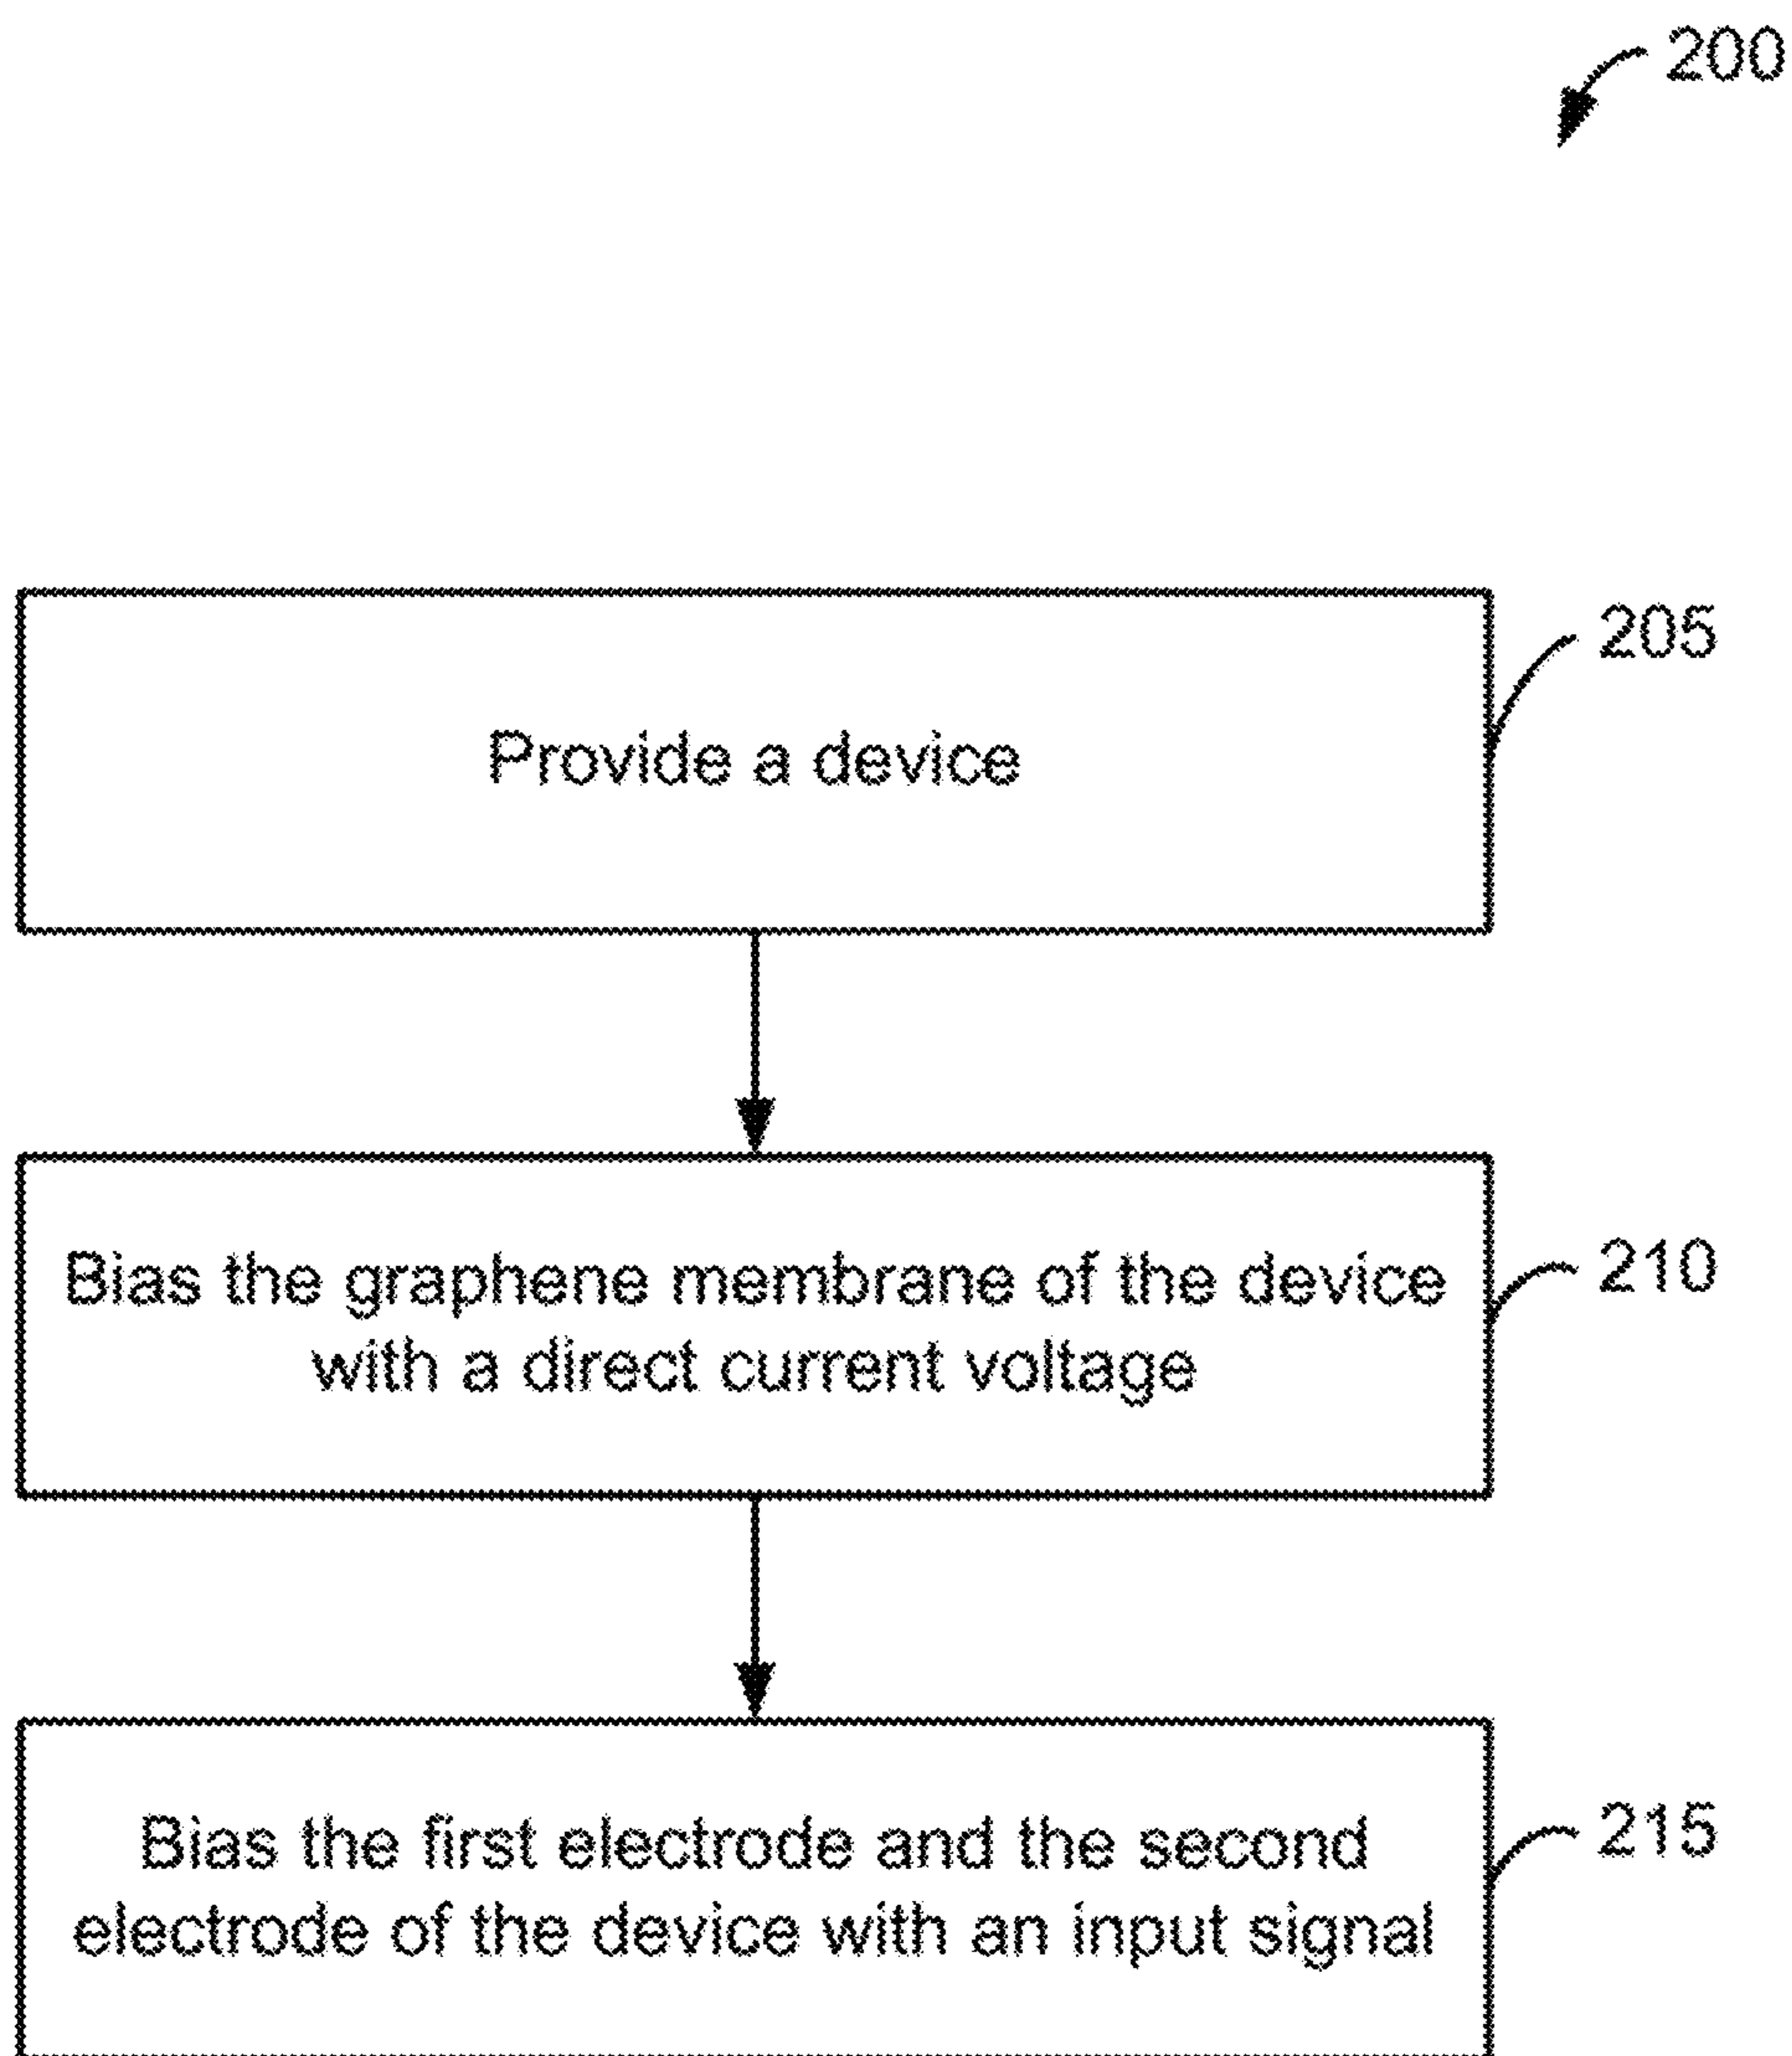 200
205
Provide a device
210
Bias the graphene membrane of the device
with a direct current voltage
215
Bias the first electrode and the second
electrode of the device with an input signal